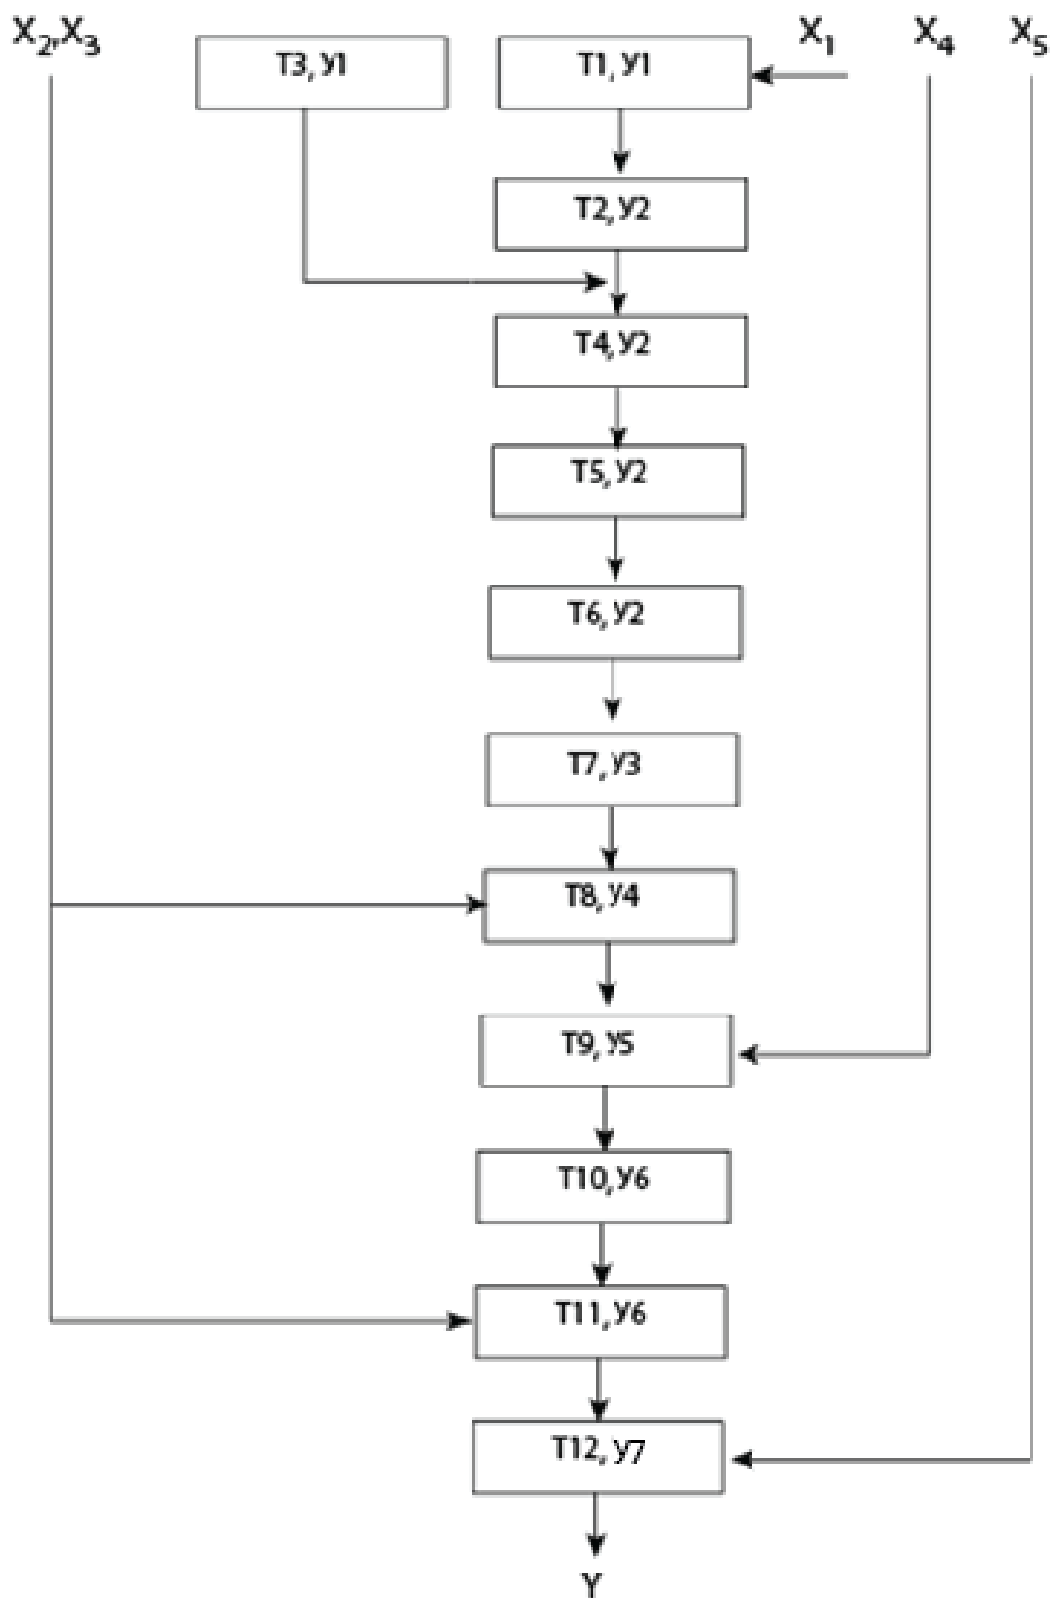 X₂,X₃
T3, У1
T1, У1
X₁
X₄
X₅
T2, У2
T4, У2
T5, У2
T6, У2
T7, У3
T8, У4
T9, У5
T10, У6
T11, У6
T12, У7
Y